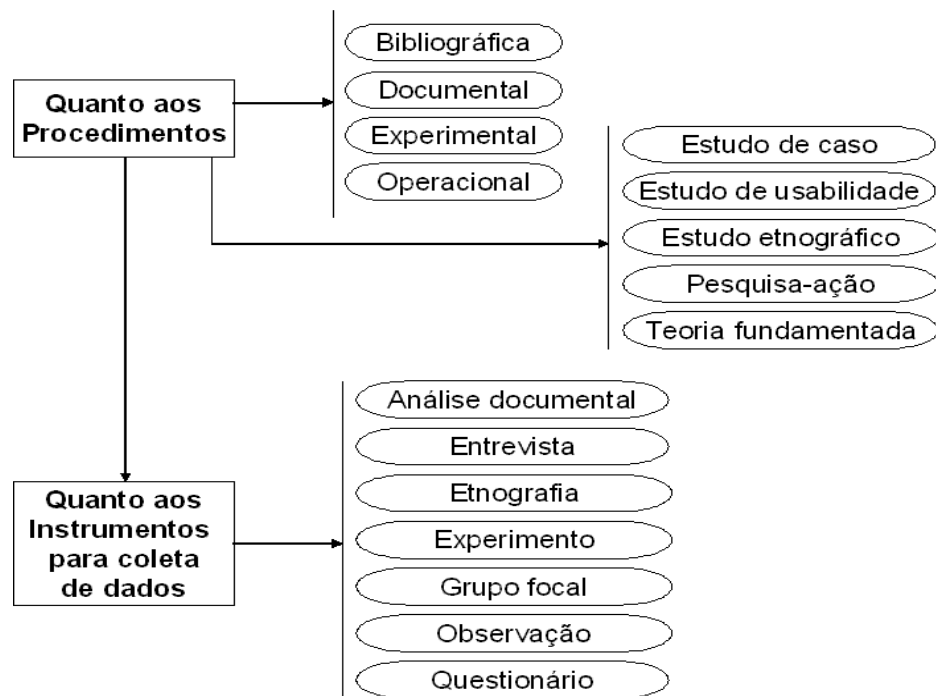 Bibliográfica
Documental
Experimental
Operacional
Quanto aos
Procedimentos
Estudo de caso
Estudo de usabilidade
Estudo etnográfico
Pesquisa-ação
Teoria fundamentada
Análise documental
Entrevista
Etnografia
Experimento
Grupo focal
Observação
Questionário
Quanto aos
Instrumentos
para coleta
de dados